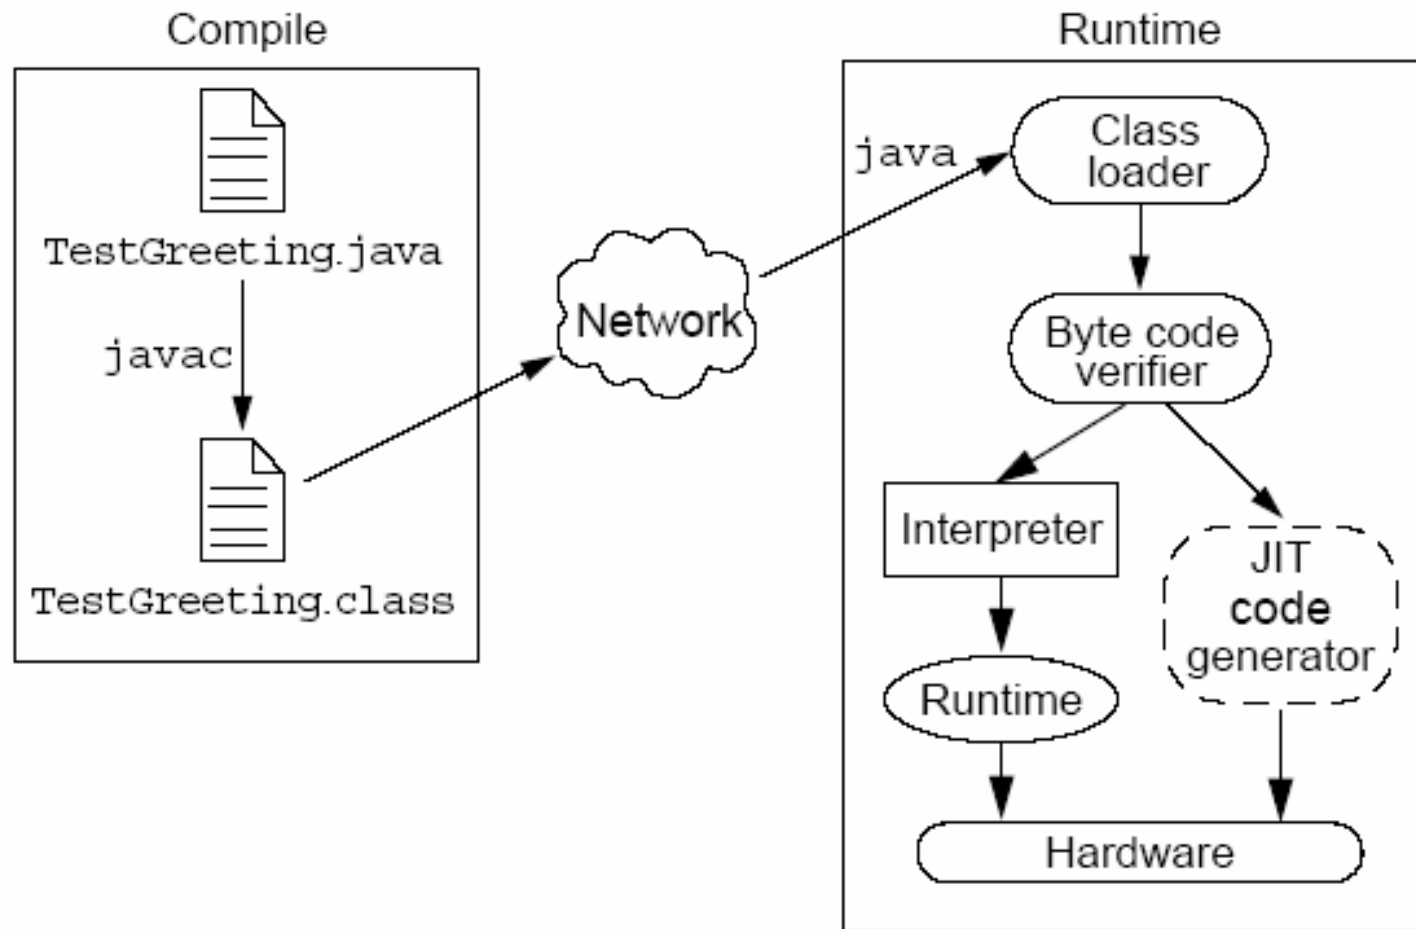 Compile
TestGreeting.java
javac
TestGreeting.class
Network
Runtime
java
Class
loader
Byte code
verifier
Interpreter
JIT
code
generator
Runtime
Hardware